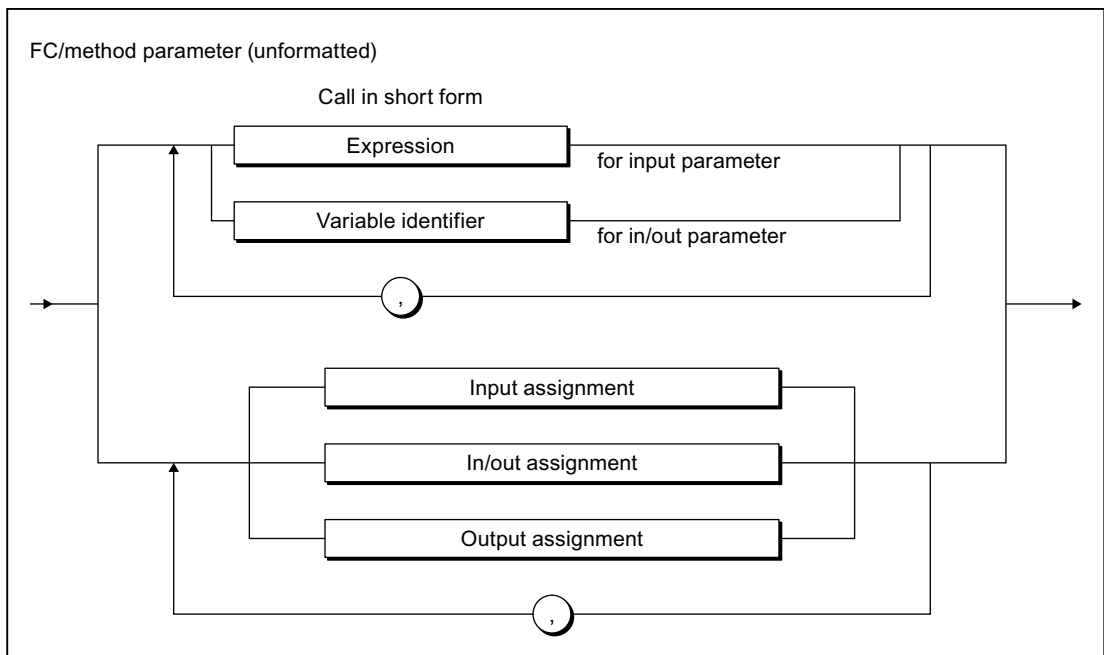 FC/method parameter (unformatted)
Call in short form
Expression
for input parameter
Variable identifier
for in/out parameter
,
Input assignment
In/out assignment
Output assignment
,